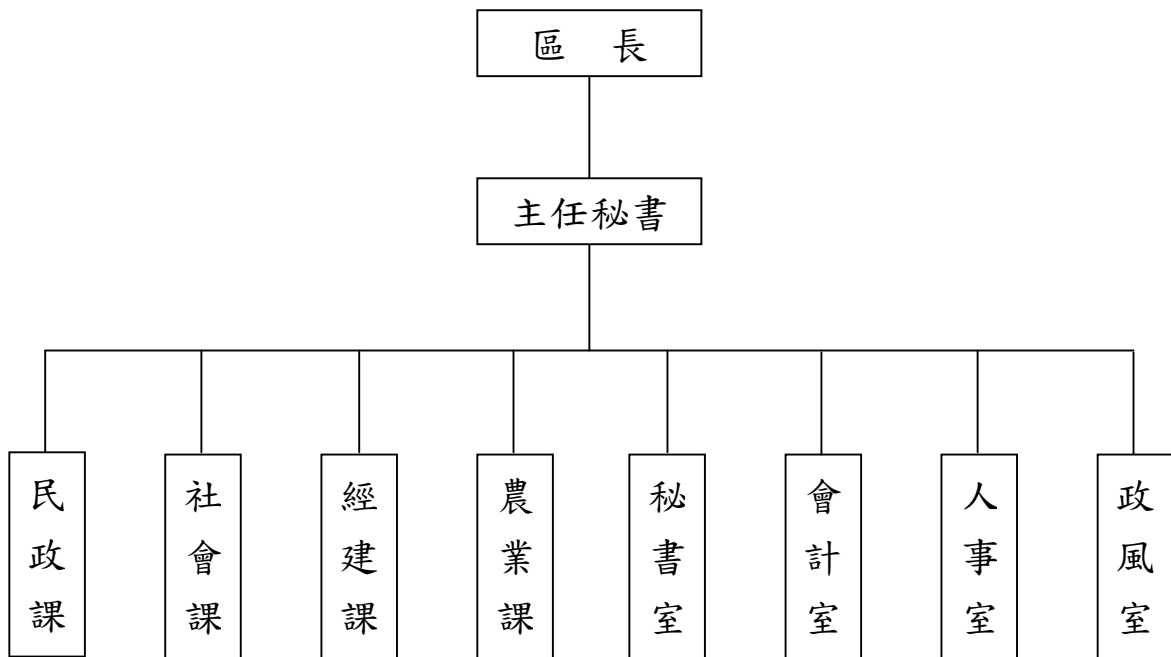 區 長
主任秘書
民政課
社會課
經建課
農業課
秘書室
會計室
人事室
政風室